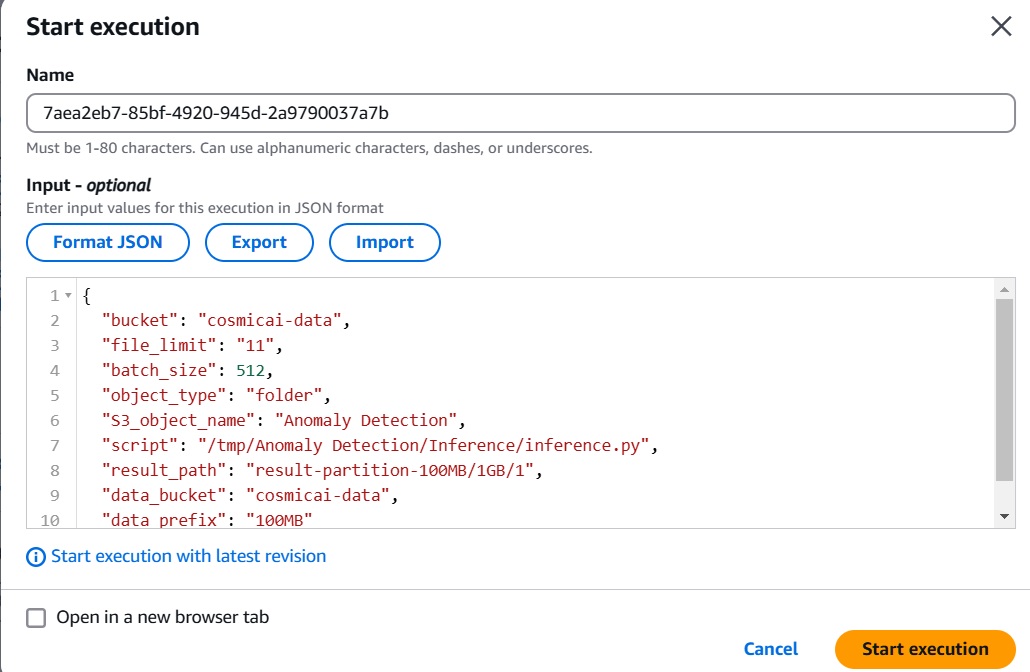 Start execution
Name
7aea2eb7-85bf-4920-945d-2a9790037a7b
Must be 1-80 characters. Can use alphanumeric characters, dashes, or underscores.
Input - optional
Enter input values for this execution in JSON format
Format JSON Export Import
1 {
2 "bucket": "cosmicai-data",
3 "file_limit": "11",
4 "batch_size": 512,
5 "object_type": "folder",
6 "S3_object_name": "Anomaly Detection",
7 "script": "/tmp/Anomaly Detection/Inference/inference.py",
8 "result_path": "result-partition-100MB/1GB/1",
9 "data_bucket": "cosmicai-data",
10 "data_prefix": "100MB"
Start execution with latest revision
Open in a new browser tab
Cancel Start execution